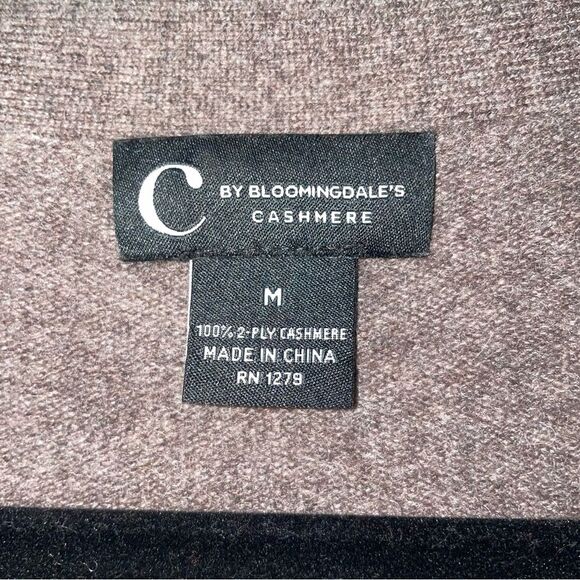 C BY BLOOMINGDALE'S
CASHMERE
M
100% 2-PLY CASHMERE
MADE IN CHINA
RN 1279